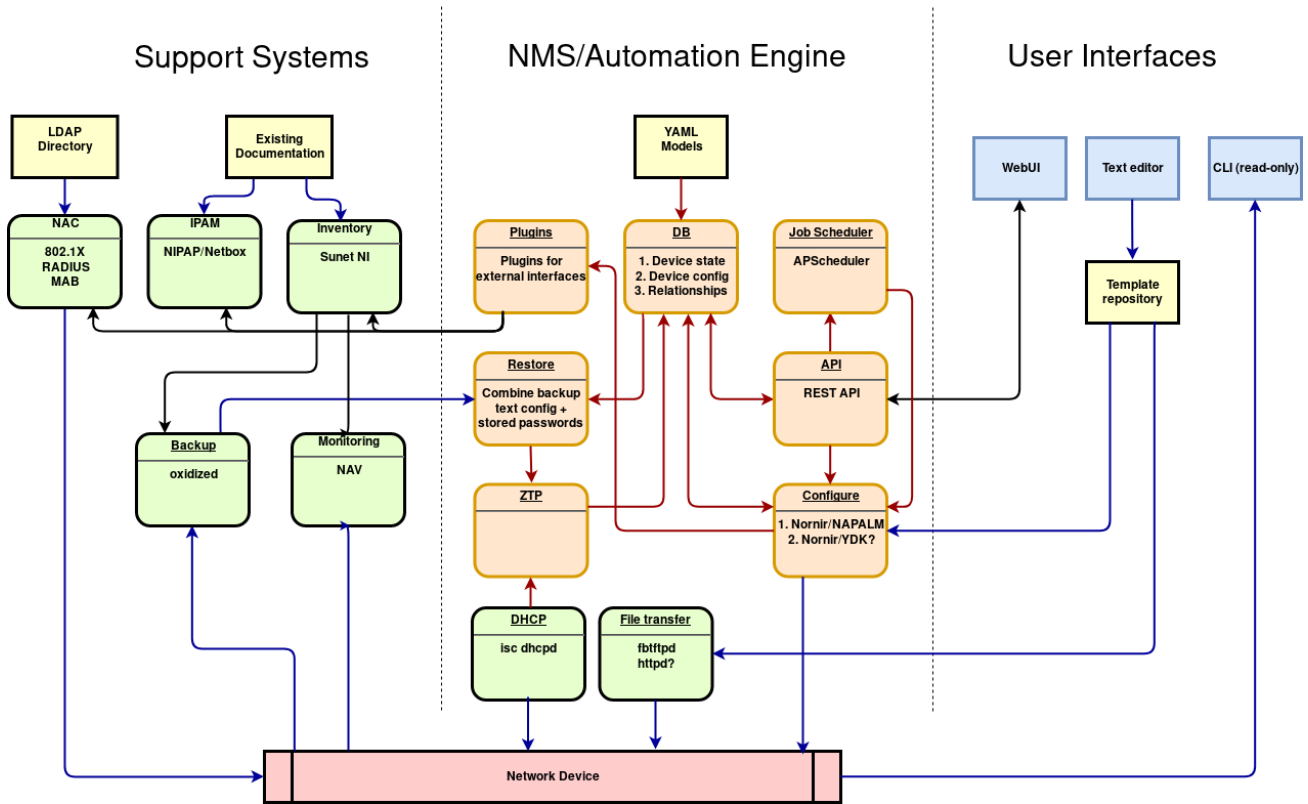 Support Systems
NMS/Automation Engine
User Interfaces
LDAP
Directory
Existing
Documentation
YAML
Models
WebUI
Text editor
CLI (read-only)
NAC
802.1X
RADIUS
MAB
IPAM
NIPAP/Netbox
Inventory
Sunet NI
Plugins
Plugins for
external interfaces
DB
1. Device state
2. Device config
3. Relationships
Job Scheduler
APScheduler
Template
repository
Restore
Combine backup
text config +
stored passwords
API
REST API
Backup
oxidized
Monitoring
NAV
ZTP
Configure
1. Nornir/NAPALM
2. Nornir/YDK?
DHCP
isc dhcpd
File transfer
fbtftpd
httpd?
Network Device